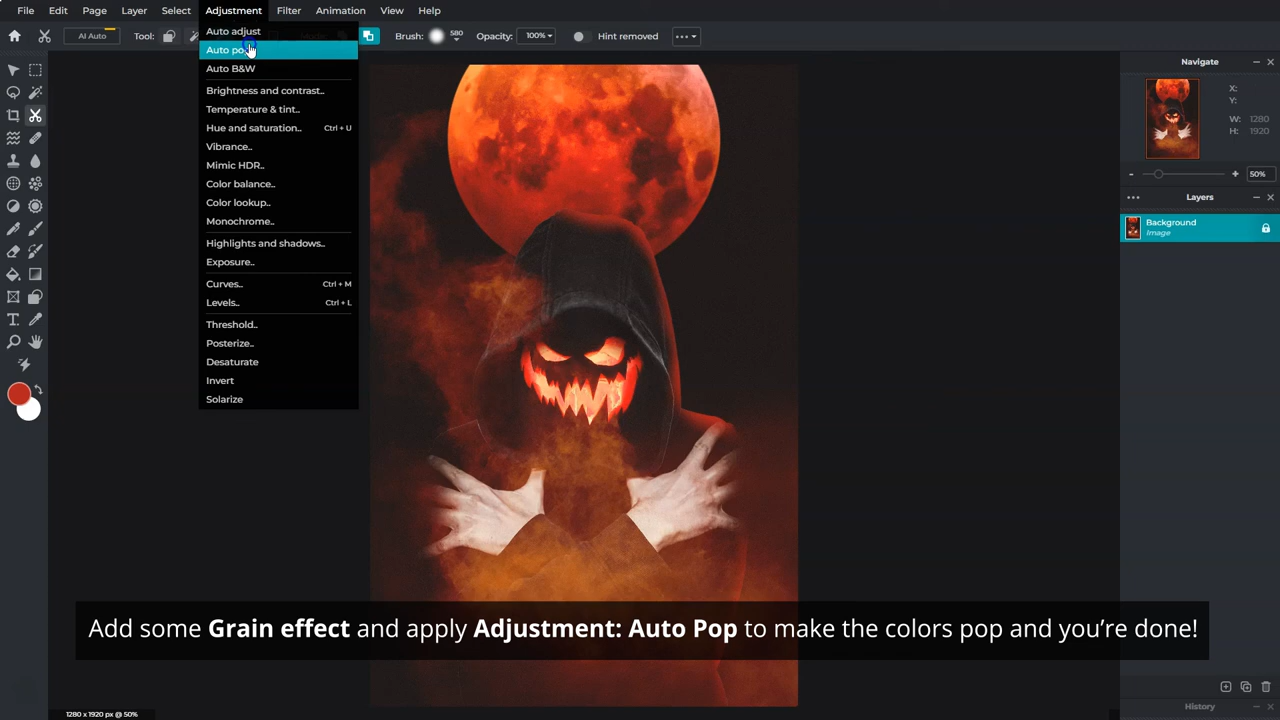 File Edit Page Layer Select Adjustment Filter Animation View Help
AI Auto Tool: Brush: 580 Opacity: 100% Hint removed
Auto adjust
Auto B&W
Brightness and contrast..
Temperature & tint..
Hue and saturation.. Ctrl + U
Vibrance..
Mimic HDR..
Color balance..
Color lookup..
Monochrome..
Highlights and shadows..
Exposure..
Curves.. Ctrl + M
Levels.. Ctrl + L
Threshold..
Posterize..
Desaturate
Invert
Solarize
Navigate
X:
Y:
W: 1280
H: 1920
50%
Layers
Background
Image
Add some Grain effect and apply Adjustment: Auto Pop to make the colors pop and you’re done!
1280 x 1920 px @ 50%
History